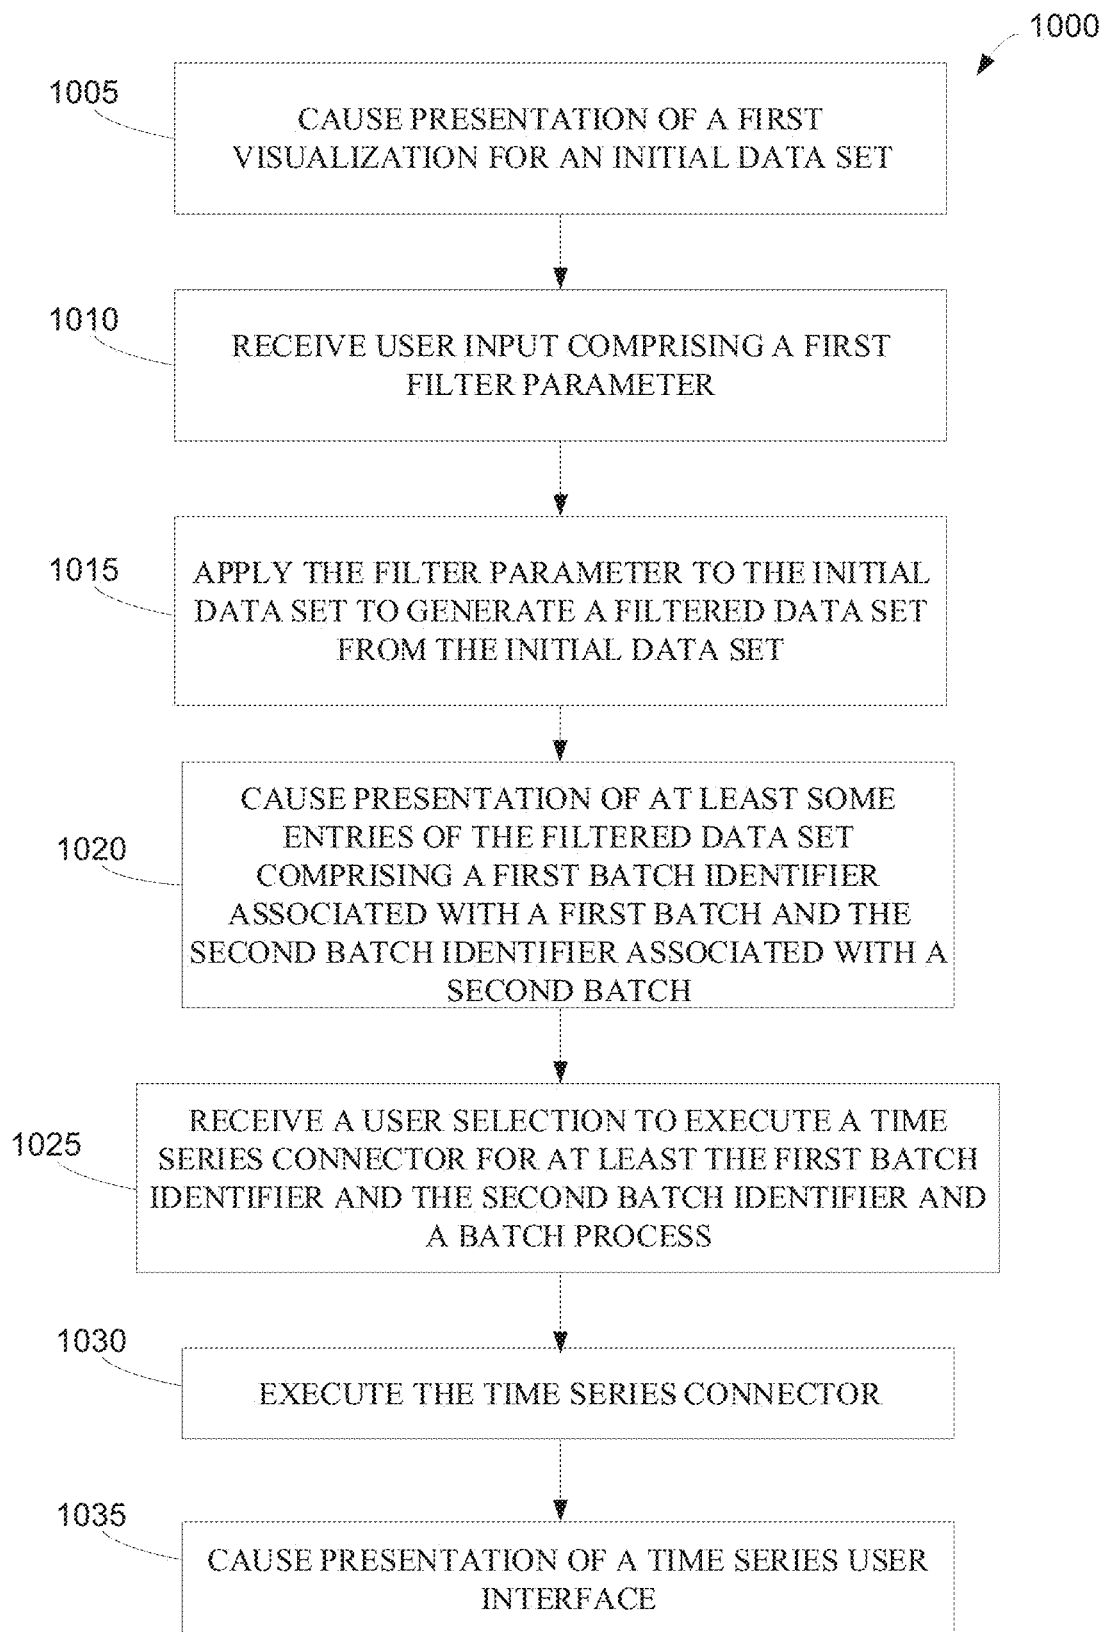 1000
1005
CAUSE PRESENTATION OF A FIRST
VISUALIZATION FOR AN INITIAL DATA SET
1010
RECEIVE USER INPUT COMPRISING A FIRST
FILTER PARAMETER
1015
APPLY THE FILTER PARAMETER TO THE INITIAL
DATA SET TO GENERATE A FILTERED DATA SET
FROM THE INITIAL DATA SET
1020
CAUSE PRESENTATION OF AT LEAST SOME
ENTRIES OF THE FILTERED DATA SET
COMPRISING A FIRST BATCH IDENTIFIER
ASSOCIATED WITH A FIRST BATCH AND THE
SECOND BATCH IDENTIFIER ASSOCIATED WITH A
SECOND BATCH
1025
RECEIVE A USER SELECTION TO EXECUTE A TIME
SERIES CONNECTOR FOR AT LEAST THE FIRST BATCH
IDENTIFIER AND THE SECOND BATCH IDENTIFIER AND
A BATCH PROCESS
1030
EXECUTE THE TIME SERIES CONNECTOR
1035
CAUSE PRESENTATION OF A TIME SERIES USER
INTERFACE